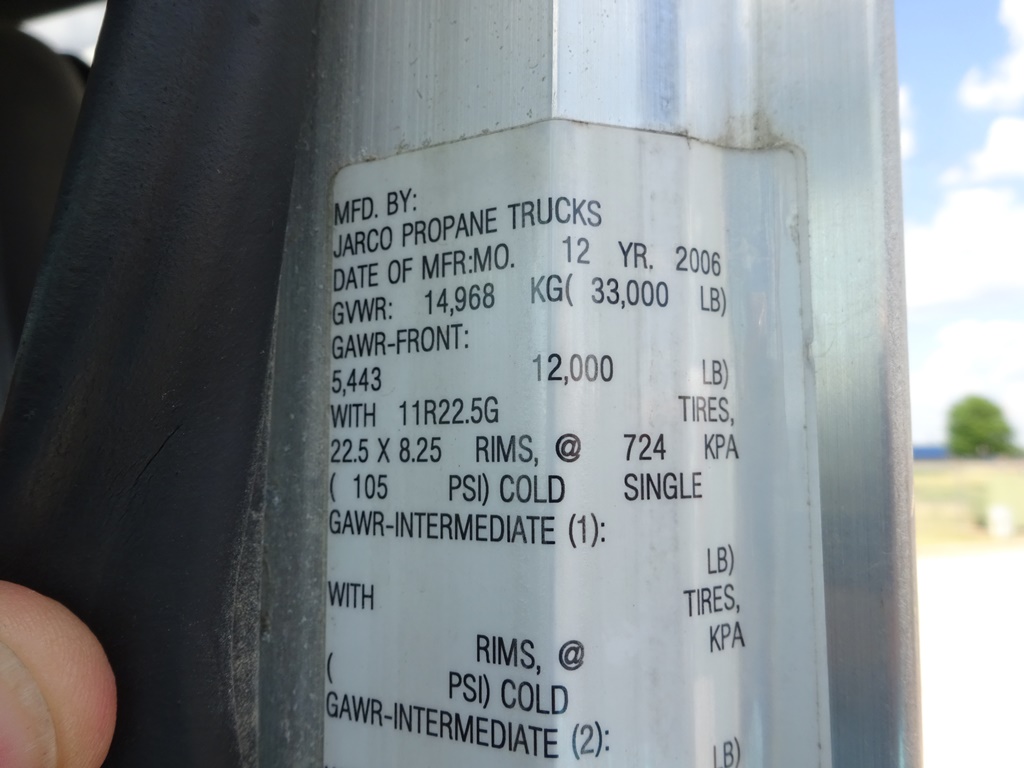 MFD. BY:
JARCO PROPANE TRUCKS
DATE OF MFR:MO. 12 YR. 2006
GVWR: 14,968 KG( 33,000 LB)
GAWR-FRONT:
5,443 12,000 LB)
WITH 11R22.5G TIRES,
22.5 X 8.25 RIMS, @ 724 KPA
( 105 PSI) COLD SINGLE
GAWR-INTERMEDIATE (1):
LB)
WITH TIRES,
RIMS, @ KPA
( PSI) COLD
GAWR-INTERMEDIATE (2):
LB)